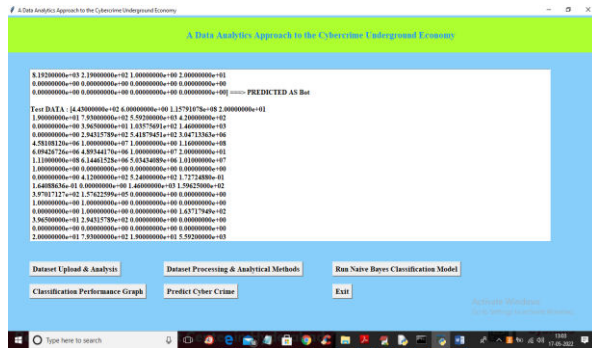 A Data Analytics Approach to the Cybercrime Underground Economy
A Data Analytics Approach to the Cybercrime Underground Economy
8.19200000e+03 2.19000000e+02 1.00000000e+00 2.00000000e+01
0.00000000e+00 0.00000000e+00 0.00000000e+00 0.00000000e+00
0.00000000e+00 0.00000000e+00 0.00000000e+00 0.00000000e+00] ===> PREDICTED AS Bot
Test DATA : [4.43000000e+02 6.00000000e+00 1.15791078e+08 2.00000000e+01
1.90000000e+01 7.93000000e+02 5.59200000e+03 4.20000000e+02
0.00000000e+00 3.96500000e+01 1.03575691e+02 1.46000000e+03
0.00000000e+00 2.94315789e+02 5.41879451e+02 3.04713363e+06
4.58108120e+06 1.00000000e+07 1.00000000e+00 1.16000000e+08
6.09426726e+06 4.89344170e+06 1.00000000e+07 2.00000000e+01
1.11000000e+08 6.14461528e+06 5.03434089e+06 1.01000000e+07
1.00000000e+00 0.00000000e+00 0.00000000e+00 0.00000000e+00
0.00000000e+00 4.12000000e+02 5.24000000e+02 1.72724880e-01
1.64088636e-01 0.00000000e+00 1.46000000e+03 1.59625000e+02
3.97017127e+02 1.57622599e+05 0.00000000e+00 0.00000000e+00
1.00000000e+00 1.00000000e+00 0.00000000e+00 0.00000000e+00
0.00000000e+00 1.00000000e+00 0.00000000e+00 1.63717949e+02
3.96500000e+01 2.94315789e+02 0.00000000e+00 0.00000000e+00
0.00000000e+00 0.00000000e+00 0.00000000e+00 0.00000000e+00
2.00000000e+01 7.93000000e+02 1.90000000e+01 5.59200000e+03
Dataset Upload & Analysis
Dataset Processing & Analytical Methods
Run Naive Bayes Classification Model
Classification Performance Graph
Predict Cyber Crime
Exit
Activate Windows
Type here to search
13:03
17-05-2022